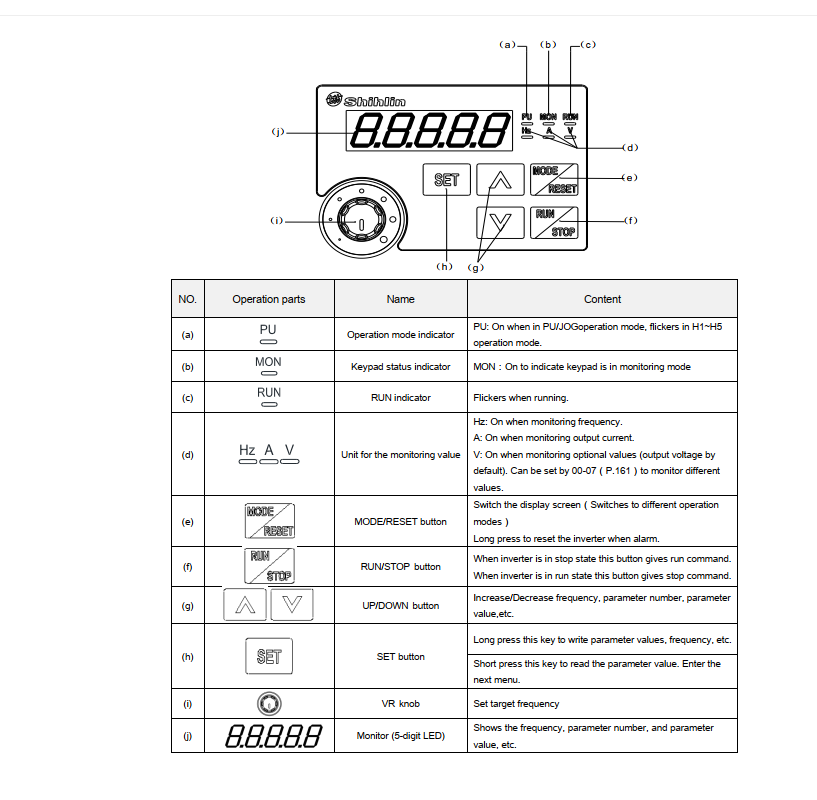 (a) (b) (c)
Shihlin
PU MON RUN
Hz A V
(j) 8.8.8.8.8
(d)
SET MODE RESET (e)
(i) RUN STOP (f)
(h) (g)
NO. Operation parts Name Content
(a) PU Operation mode indicator PU: On when in PU/JOGoperation mode, flickers in H1~H5
operation mode.
(b) MON Keypad status indicator MON：On to indicate keypad is in monitoring mode
(c) RUN RUN indicator Flickers when running.
(d) Hz A V Unit for the monitoring value Hz: On when monitoring frequency.
A: On when monitoring output current.
V: On when monitoring optional values (output voltage by
default). Can be set by 00-07（P.161）to monitor different
values.
(e) MODE RESET MODE/RESET button Switch the display screen（Switches to different operation
modes）
Long press to reset the inverter when alarm.
(f) RUN STOP RUN/STOP button When inverter is in stop state this button gives run command.
When inverter is in run state this button gives stop command.
(g) UP/DOWN button Increase/Decrease frequency, parameter number, parameter
value,etc.
(h) SET SET button Long press this key to write parameter values, frequency, etc.
Short press this key to read the parameter value. Enter the
next menu.
(i) VR knob Set target frequency
(j) 8.8.8.8.8 Monitor (5-digit LED) Shows the frequency, parameter number, and parameter
value, etc.